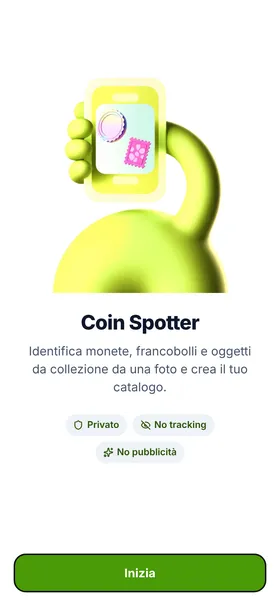 Coin Spotter
Identifica monete, francobolli e oggetti
da collezione da una foto e crea il tuo
catalogo.
Privato
No tracking
No pubblicità
Inizia